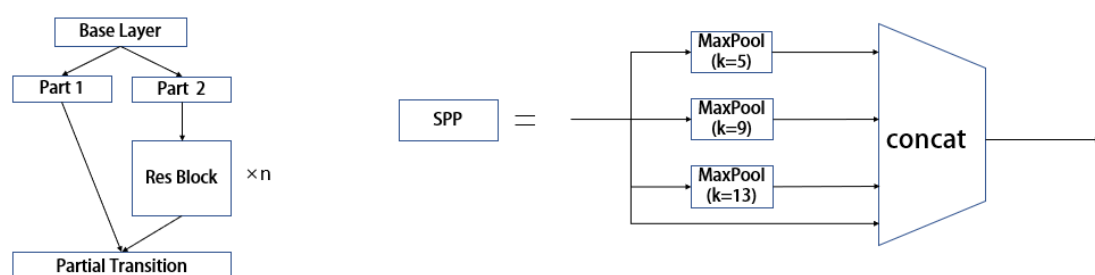 Base Layer
Part 1
Part 2
Res Block
×n
Partial Transition
SPP
=
MaxPool
(k=5)
MaxPool
(k=9)
MaxPool
(k=13)
concat